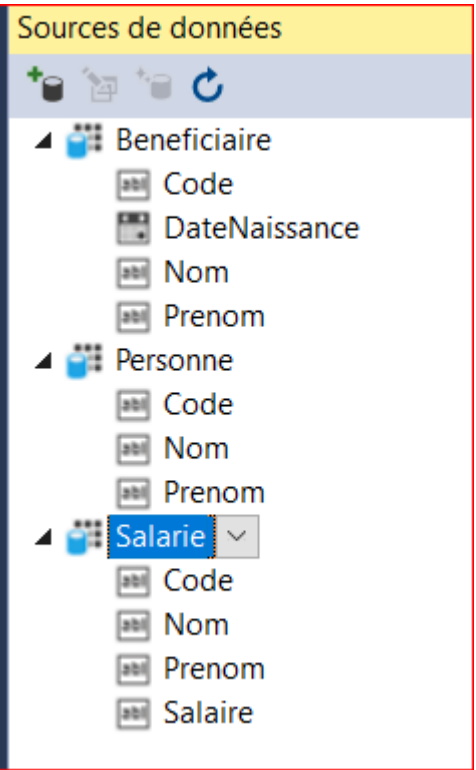 Sources de données
Beneficiaire
Code
DateNaissance
Nom
Prenom
Personne
Code
Nom
Prenom
Salarie
Code
Nom
Prenom
Salaire